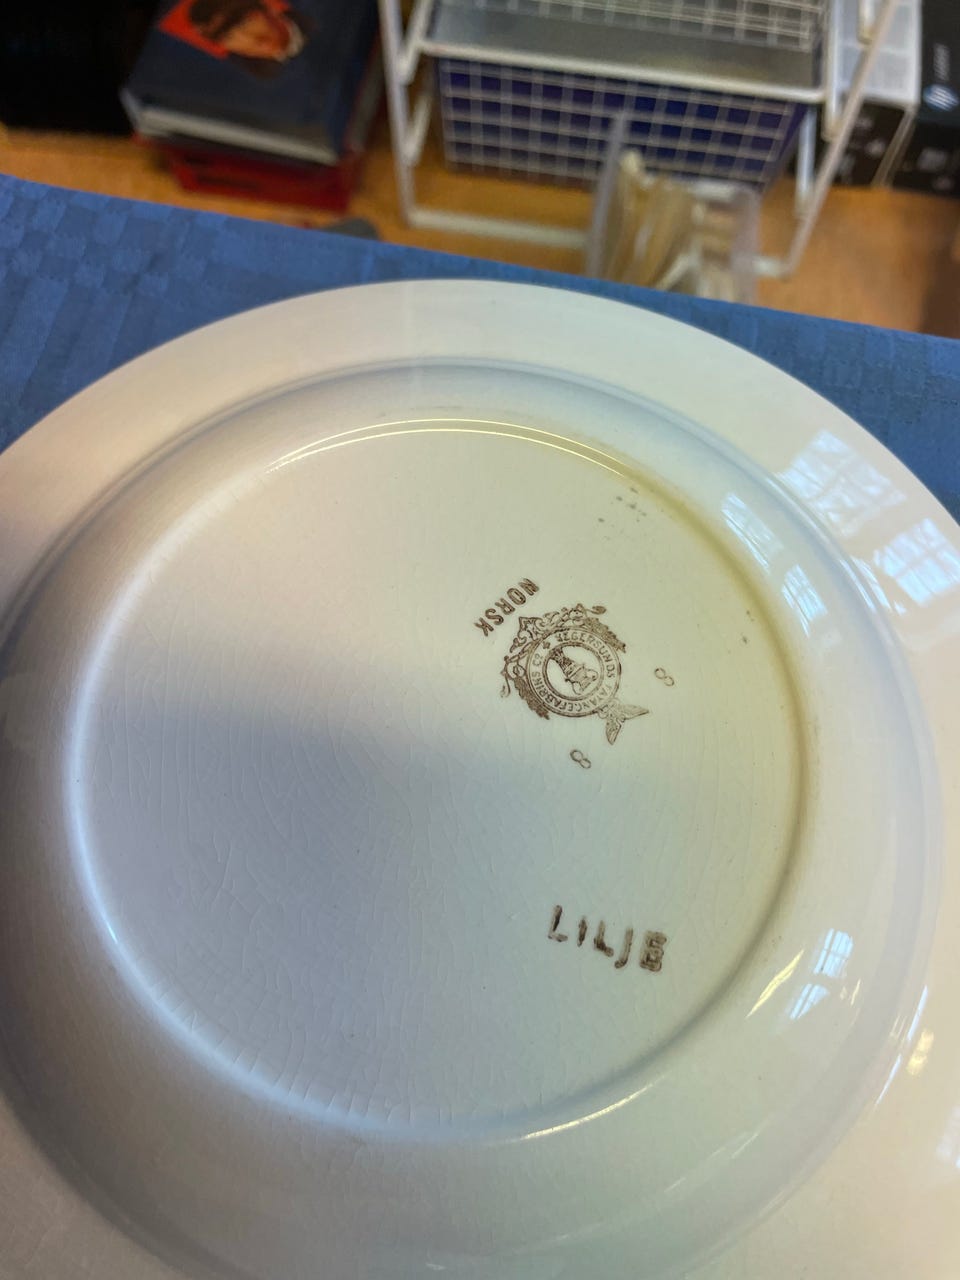 NORSK
EGERSUNDS FAYANCEFABRIKS CO.
8
8
LILJE